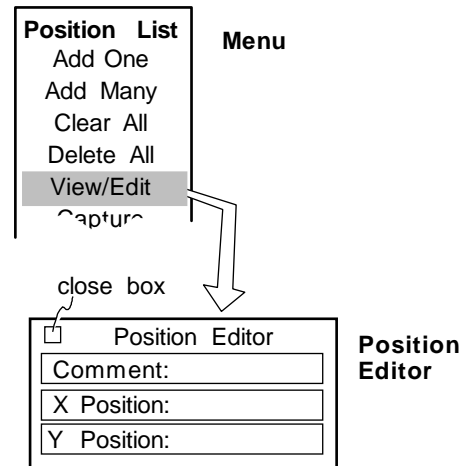 Position List
Menu
Add One
Add Many
Clear All
Delete All
View/Edit
Capture
close box
Position Editor
Position
Editor
Comment:
X Position:
Y Position: